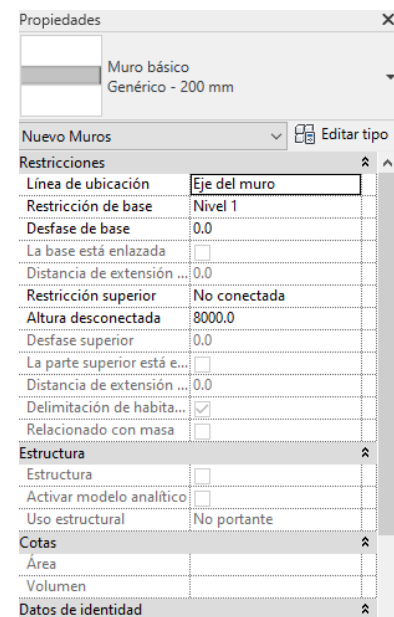 Propiedades
Muro básico
Genérico - 200 mm
Nuevo Muros Editar tipo
Restricciones
Línea de ubicación Eje del muro
Restricción de base Nivel 1
Desfase de base 0.0
La base está enlazada
Distancia de extensión ... 0.0
Restricción superior No conectada
Altura desconectada 8000.0
Desfase superior 0.0
La parte superior está e...
Distancia de extensión ... 0.0
Delimitación de habita...
Relacionado con masa
Estructura
Estructura
Activar modelo analítico
Uso estructural No portante
Cotas
Área
Volumen
Datos de identidad